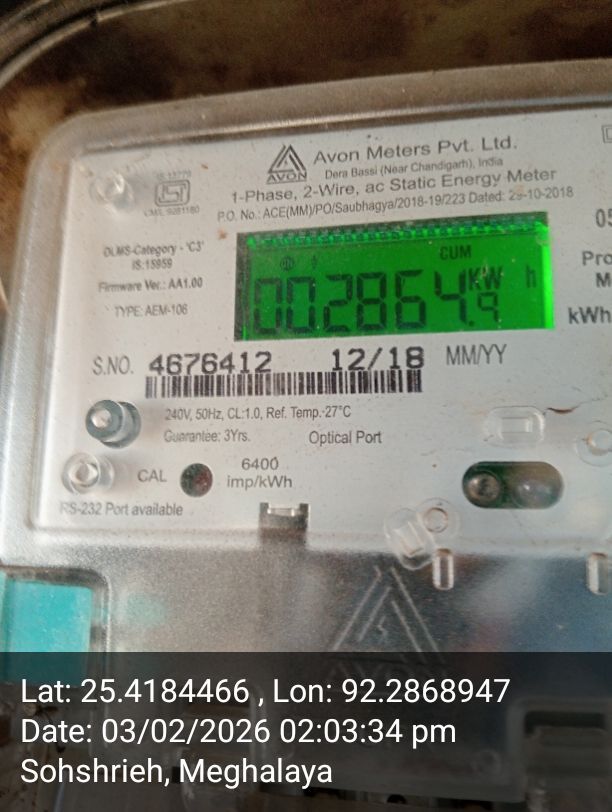 Avon Meters Pvt. Ltd.
Dera Bassi (Near Chandigarh), India
AVON
1-Phase, 2-Wire, ac Static Energy Meter
P.O. No.: ACE(MM)/PO/Saubhagya/2018-19/223 Dated: 29-10-2018
DLMS-Category - 'C3'
IS:15959
Firmware Ver.: AA1.00
TYPE: AEM-106
CUM
002864.9 KW h
Pro
M
kWh
S.NO. 4676412 12/18 MM/YY
240V, 50Hz, CL:1.0, Ref. Temp.-27°C
Guarantee: 3Yrs. Optical Port
CAL 6400
imp/kWh
RS-232 Port available
AVON
Lat: 25.4184466 , Lon: 92.2868947
Date: 03/02/2026 02:03:34 pm
Sohshrieh, Meghalaya